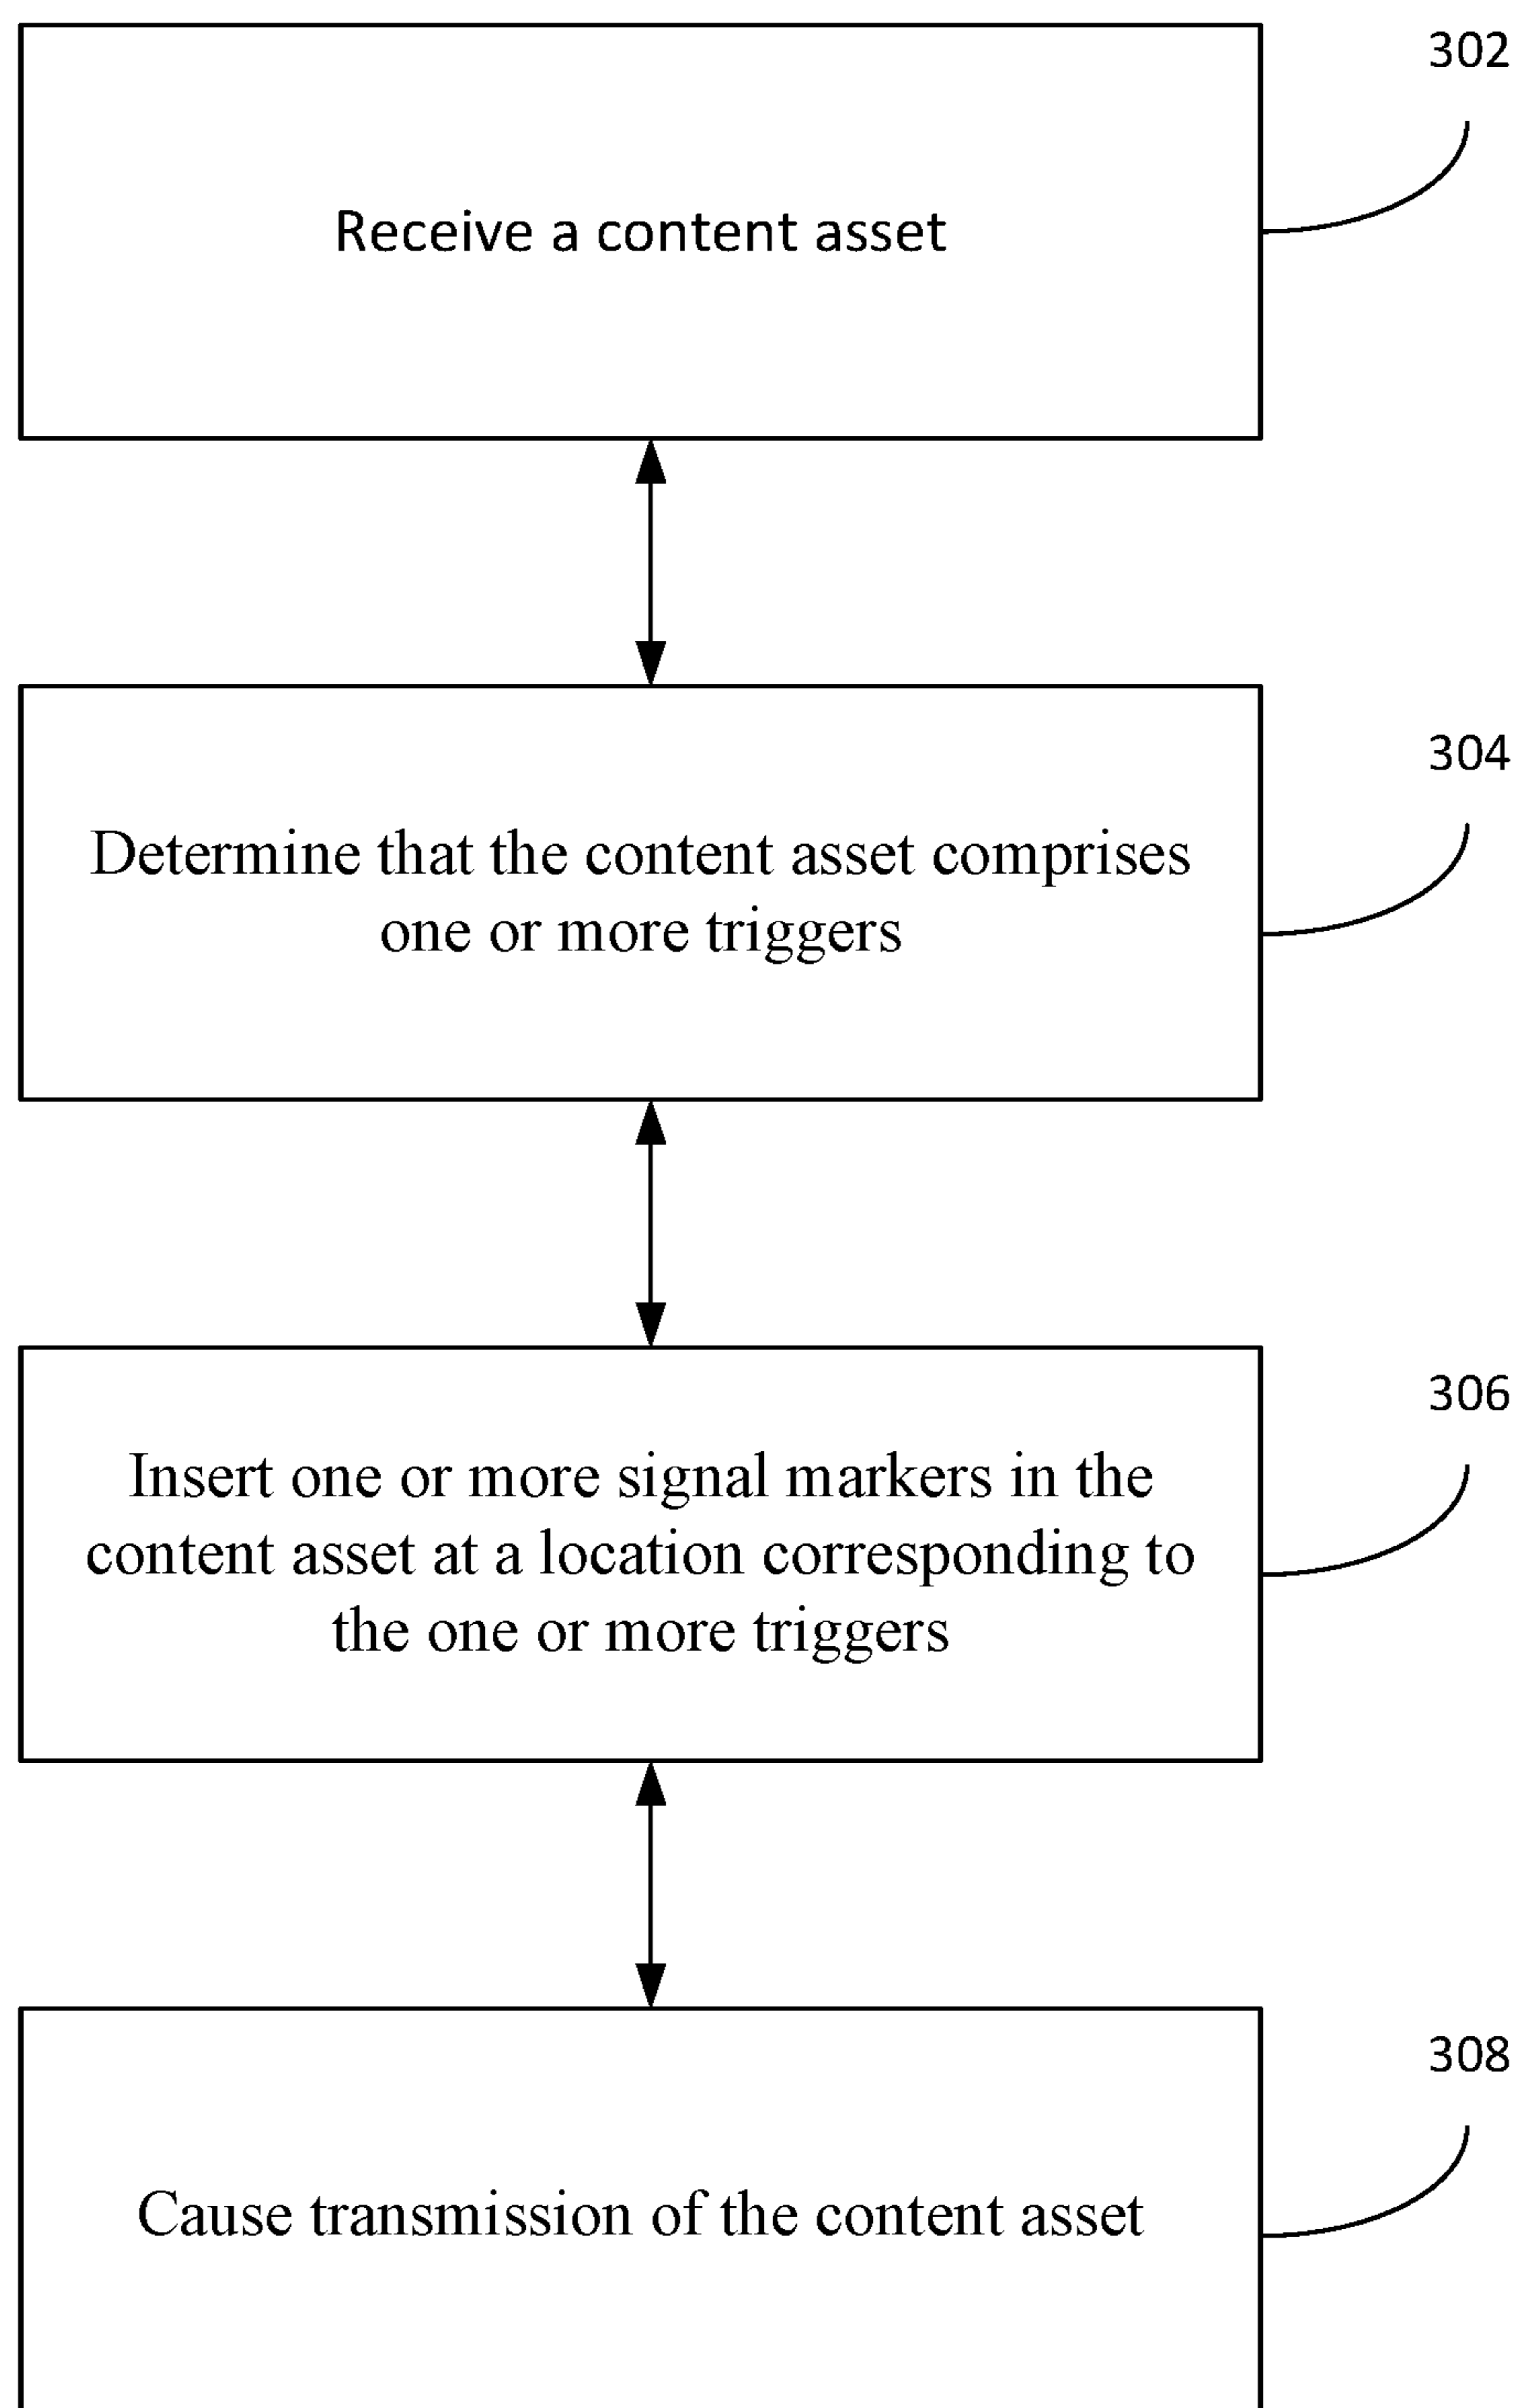 302
Receive a content asset
304
Determine that the content asset comprises
one or more triggers
306
Insert one or more signal markers in the
content asset at a location corresponding to
the one or more triggers
308
Cause transmission of the content asset